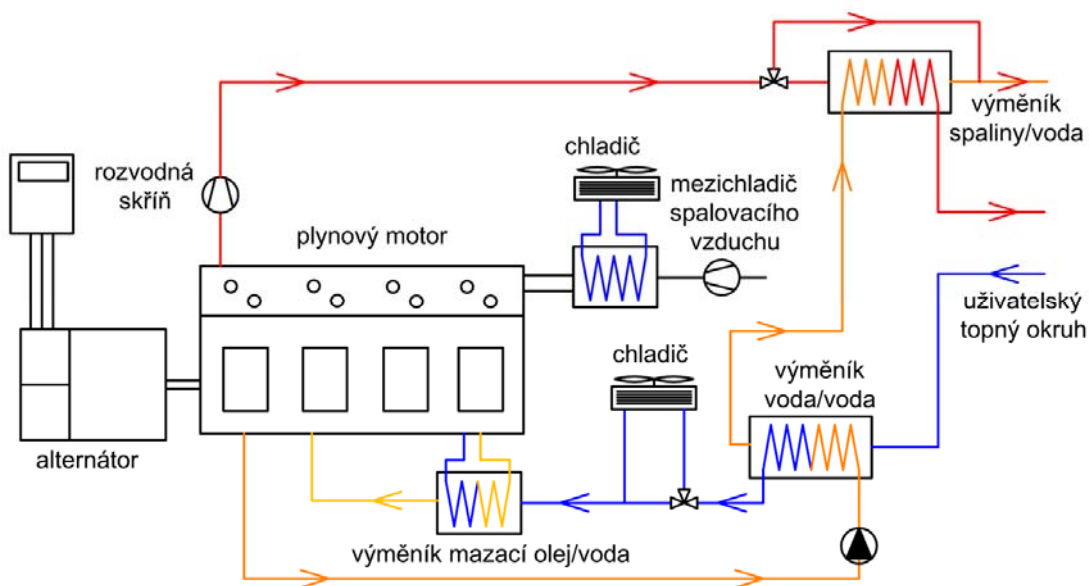 výměník
spaliny/voda
chladič
rozvodná
skříň
mezichladič
spalovacího
vzduchu
plynový motor
uživatelský
topný okruh
chladič
výměník
voda/voda
alternátor
výměník mazací olej/voda